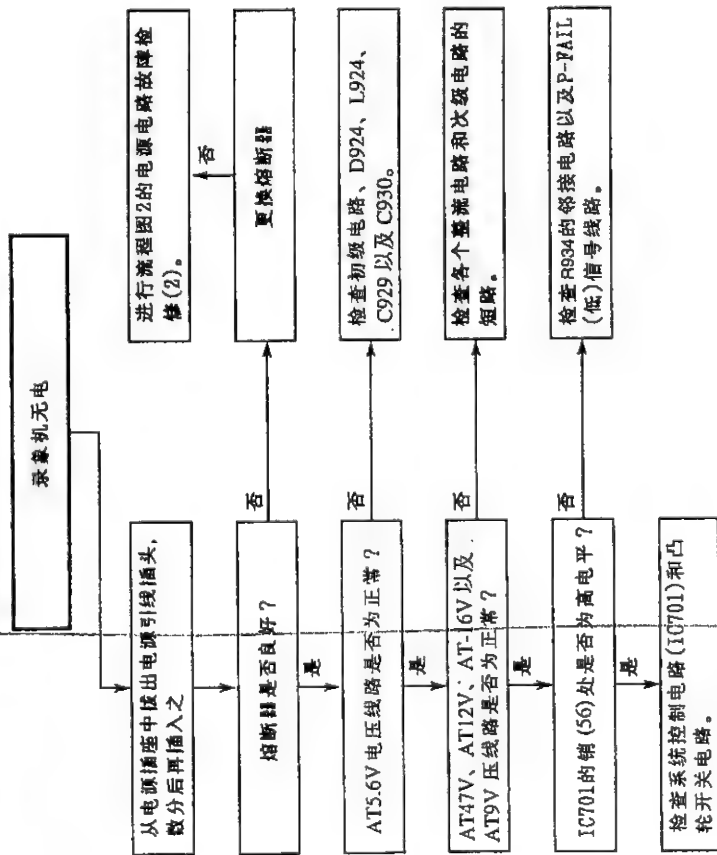 录象机无电
从电源插座中拔出电源引线插头,
数分后再插入之
熔断器是否良好?
否
更换熔断器
否
进行流程图2的电源电路故障检
修(2)。
是
AT5.6V电压线路是否为正常?
否
检查初级电路、D924、L924、
C929以及C930。
是
AT47V、AT12V、AT-16V以及
AT9V压线路是否为正常?
否
检查各个整流电路和次级电路的
短路。
是
IC701的销(56)处是否为高电平?
否
检查R934的邻接电路以及P-FAIL
(低)信号线路。
是
检查系统控制电路(IC701)和凸
轮开关电路。